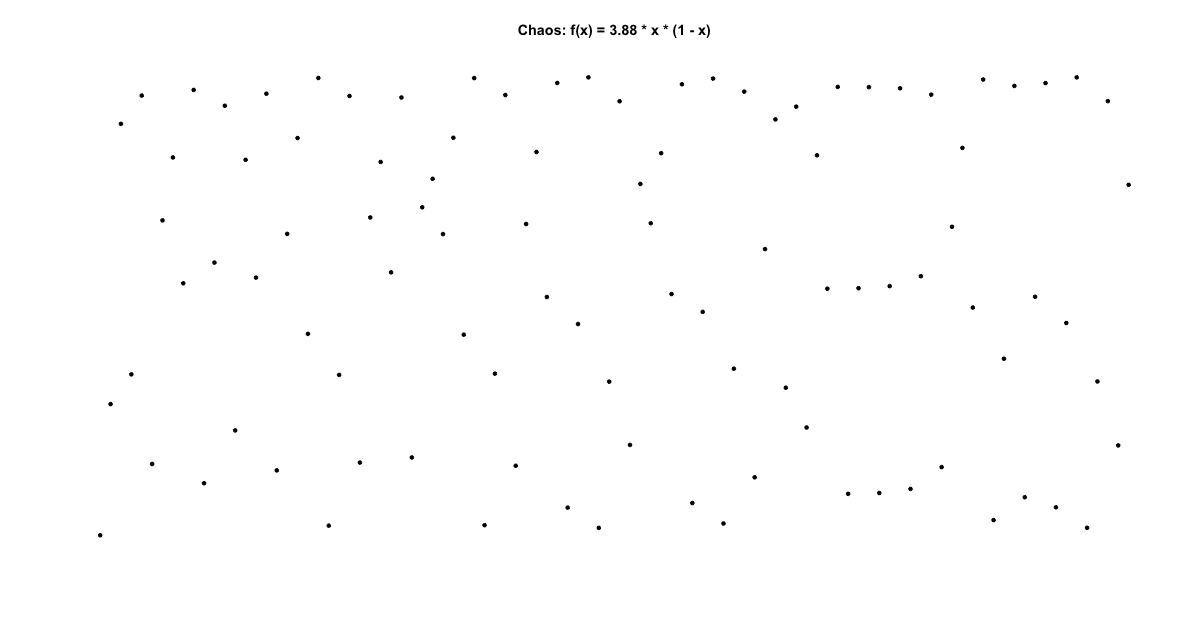 Chaos: f(x) = 3.88 * x * (1 - x)